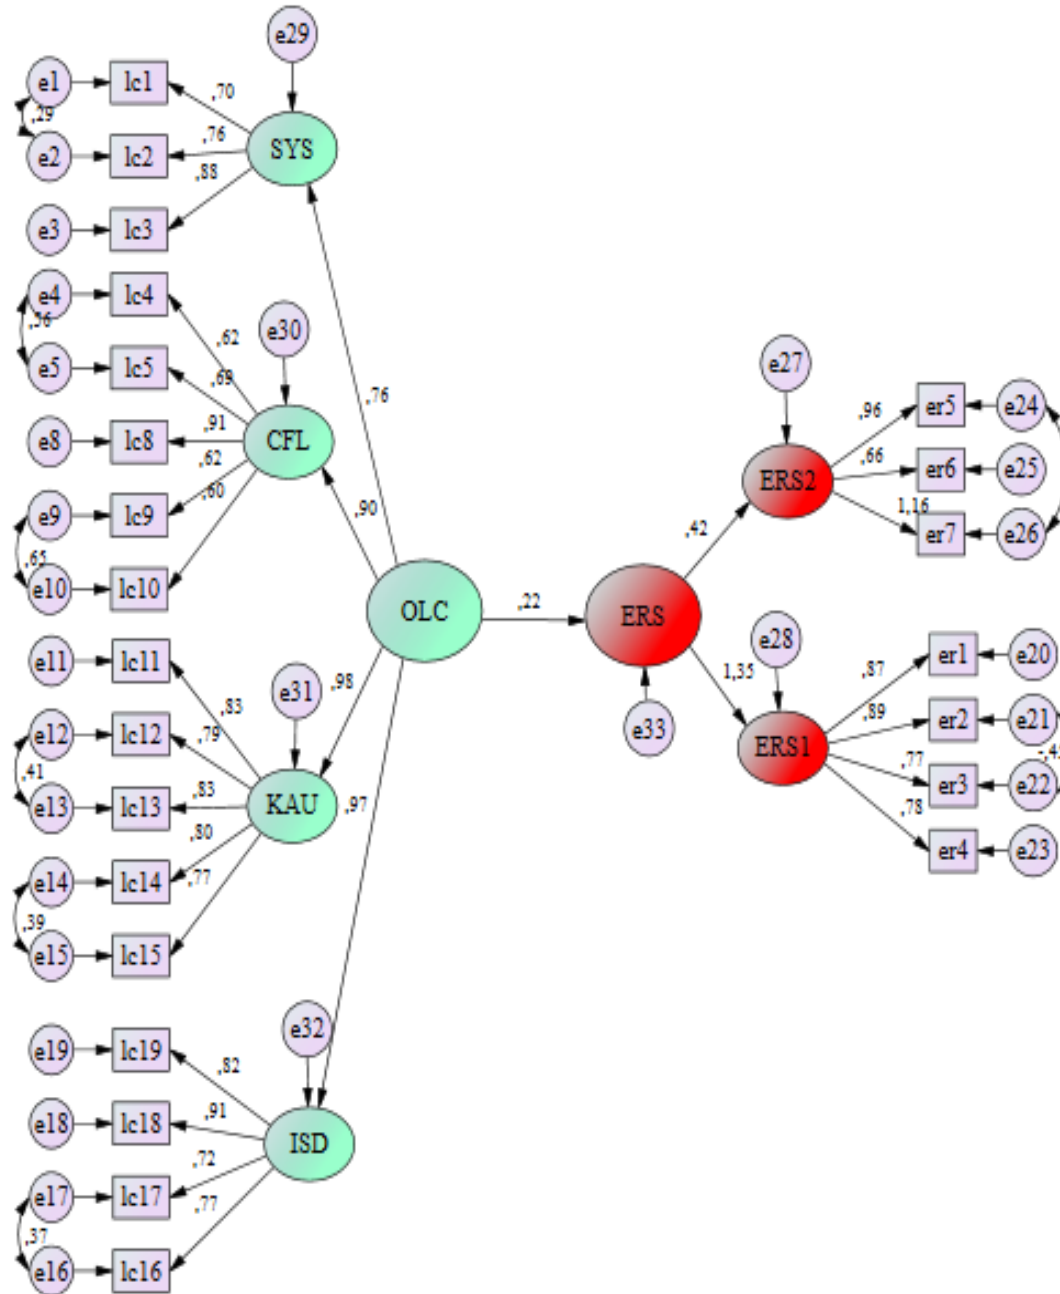 e29
e1
lc1
,70
,29
SYS
,76
e2
lc2
,88
e3
lc3
e4
lc4
e30
,62
e5
lc5
,69
,76
e27
er5
e24
,96
,91
e8
lc8
CFL
,62
,66
er6
e25
ERS2
,60
1,16
e9
lc9
,90
,42
er7
e26
,65
e10
lc10
OLC
,22
ERS
e28
er1
e20
e11
lc11
,87
,98
1,35
e31
,83
e33
,89
er2
e21
e12
lc12
,79
ERS1
,77
er3
e22
,41
e13
lc13
,83
KAU
,97
,78
,80
er4
e23
e14
lc14
,77
,39
e15
lc15
e32
e19
lc19
,82
e18
lc18
,91
ISD
,72
e17
lc17
,77
,37
e16
lc16